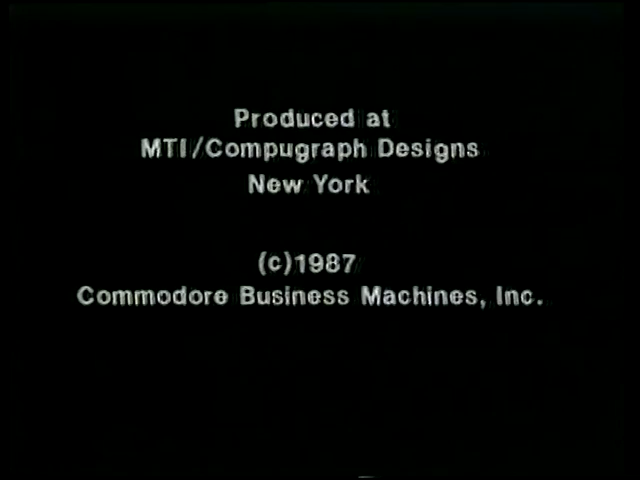 Produced at
MTI/Compugraph Designs
New York
(c)1987
Commodore Business Machines, Inc.